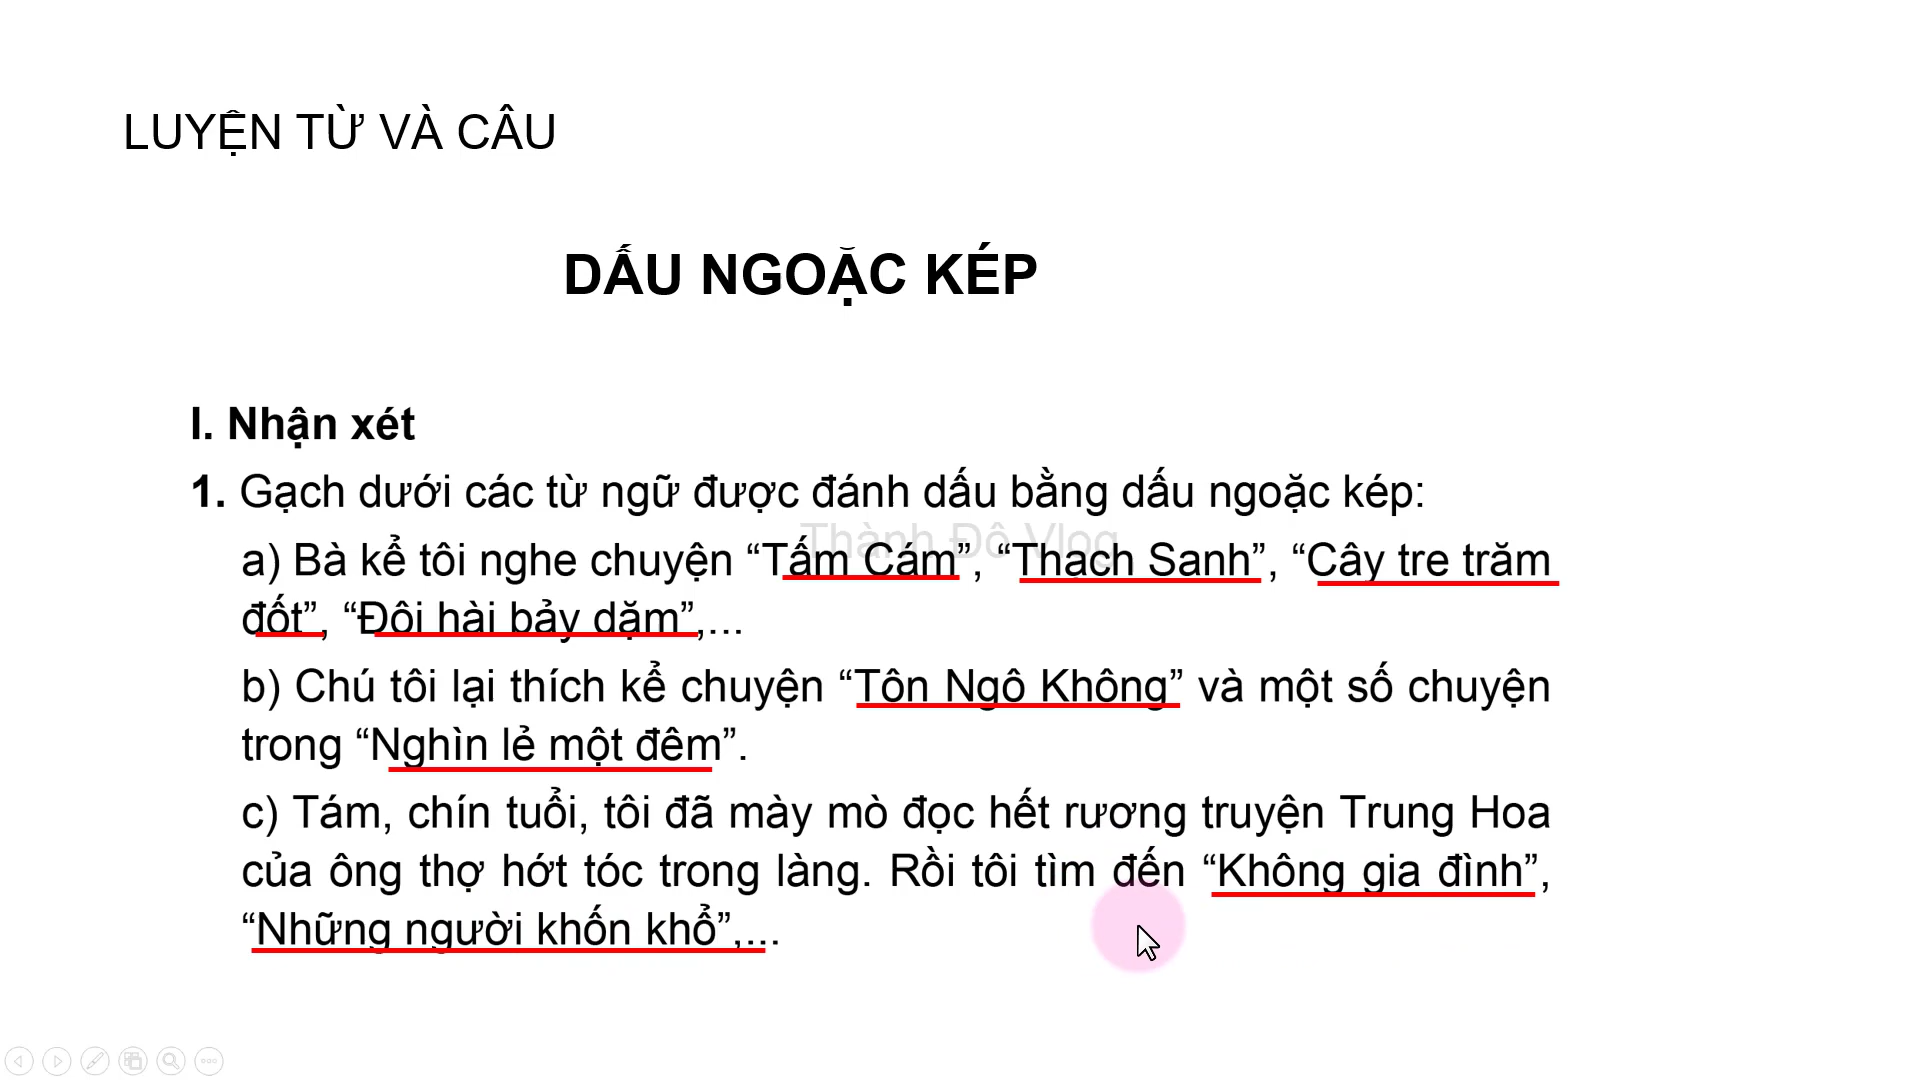 LUYỆN TỪ VÀ CÂU
DẤU NGOẶC KÉP
I. Nhận xét
1. Gạch dưới các từ ngữ được đánh dấu bằng dấu ngoặc kép:
Thành Đô Vlog
a) Bà kể tôi nghe chuyện “Tấm Cám”, “Thạch Sanh”, “Cây tre trăm
đốt”, “Đôi hài bảy dặm”,...
b) Chú tôi lại thích kể chuyện “Tôn Ngô Không” và một số chuyện
trong “Nghìn lẻ một đêm”.
c) Tám, chín tuổi, tôi đã mày mò đọc hết rương truyện Trung Hoa
của ông thợ hớt tóc trong làng. Rồi tôi tìm đến “Không gia đình”,
“Những người khốn khổ”,...